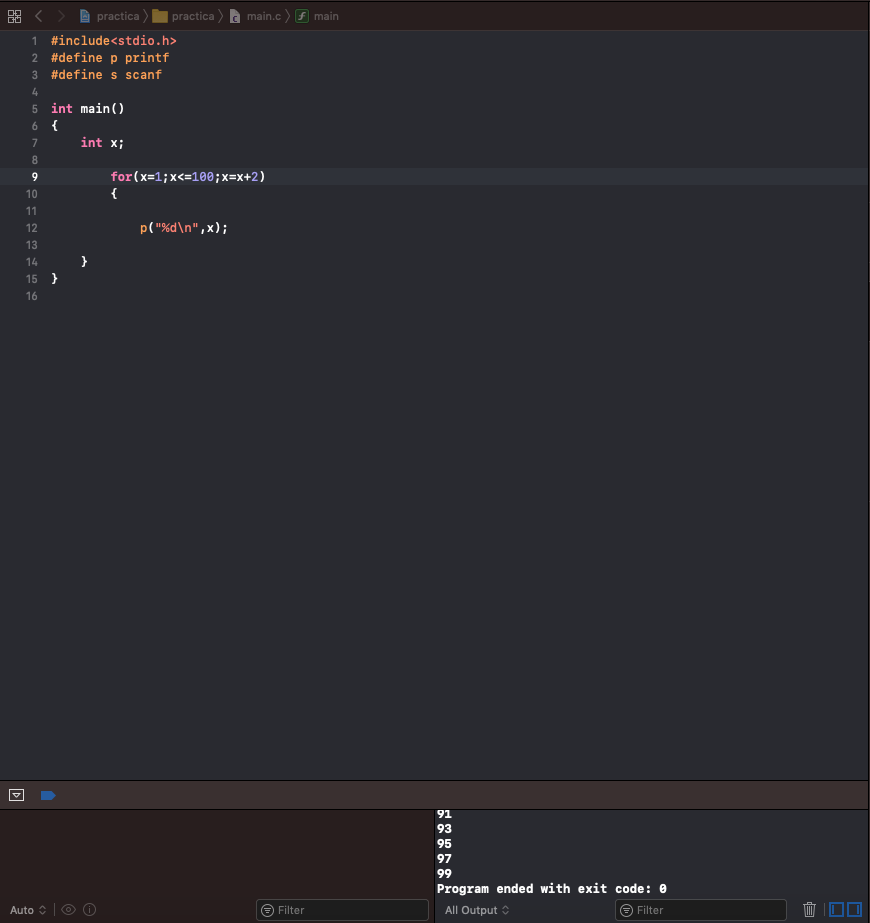 practica practica main.c main
1 #include<stdio.h>
2 #define p printf
3 #define s scanf
4
5 int main()
6 {
7     int x;
8
9         for(x=1;x<=100;x=x+2)
10         {
11
12             p("%d\n",x);
13
14     }
15 }
16
91
93
95
97
99
Program ended with exit code: 0
Auto Filter All Output Filter